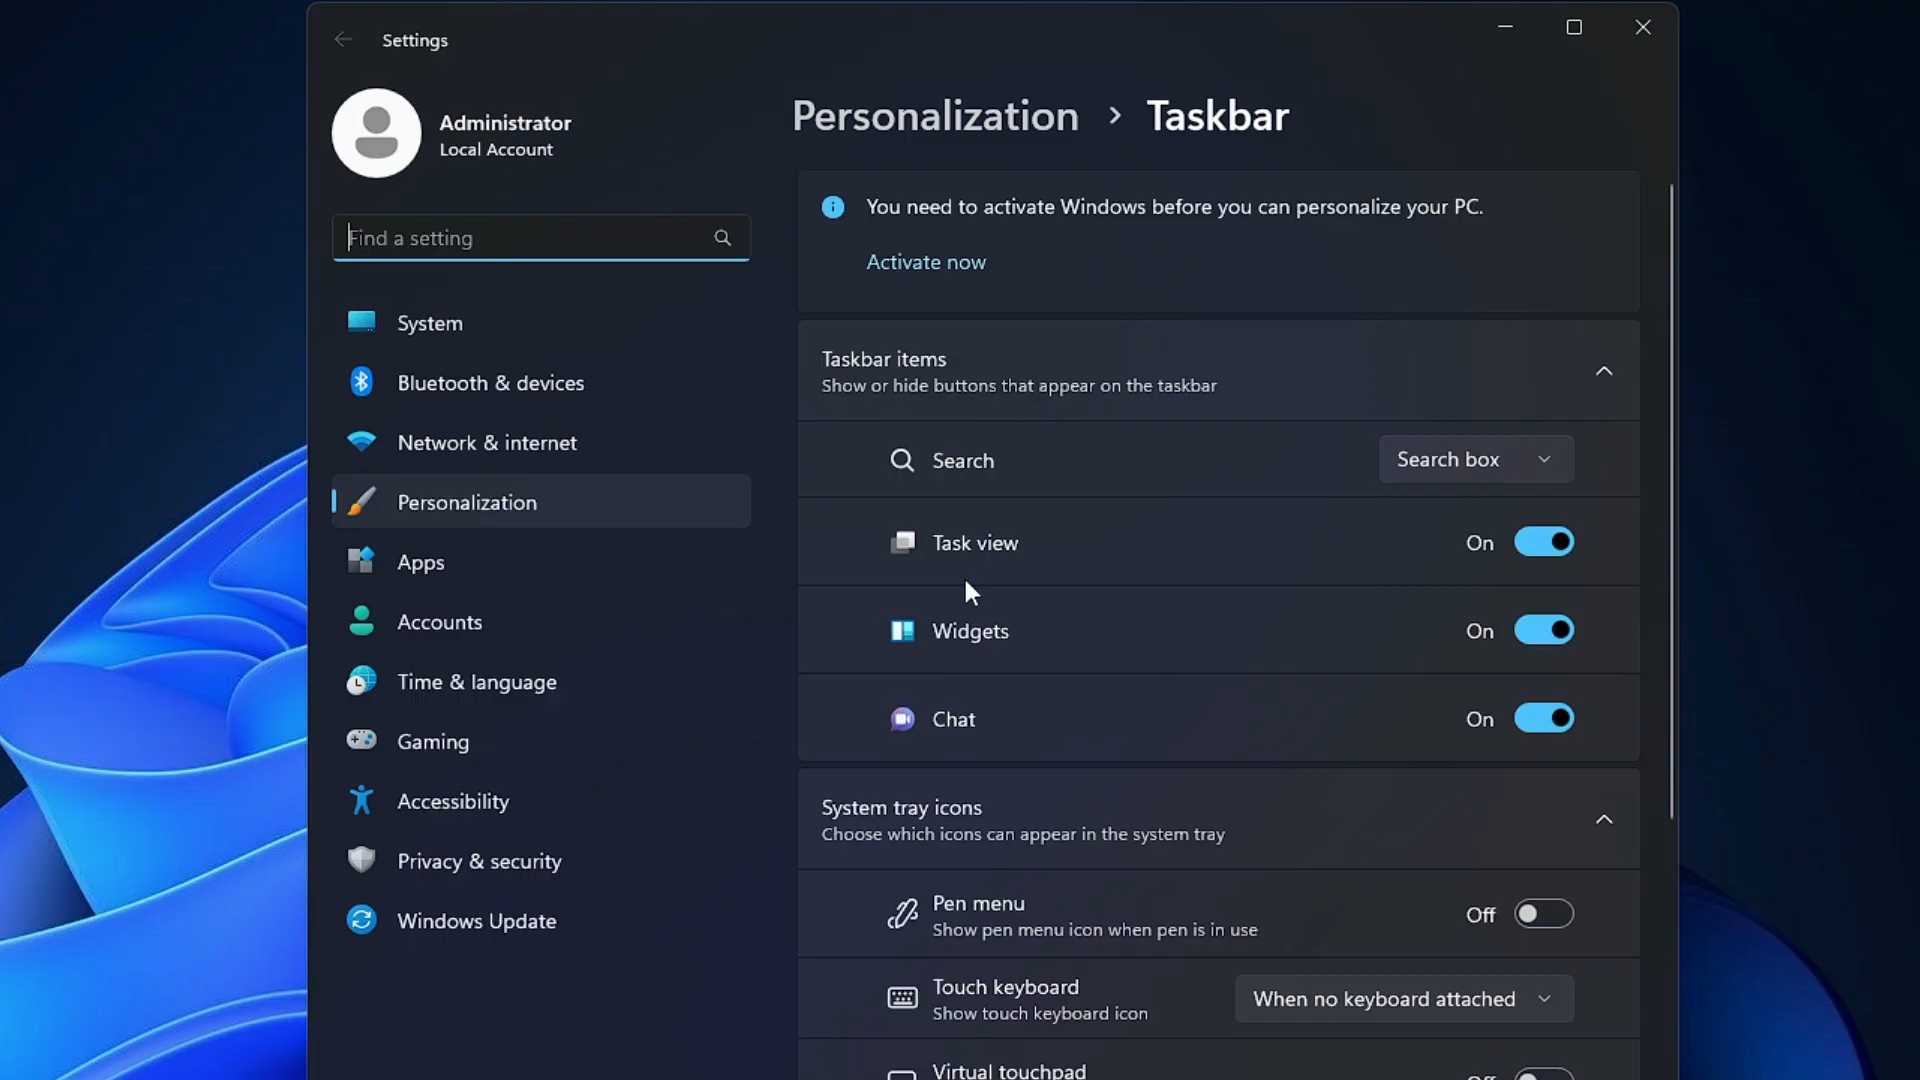 Settings
Administrator
Local Account
Find a setting
System
Bluetooth & devices
Network & internet
Personalization
Apps
Accounts
Time & language
Gaming
Accessibility
Privacy & security
Windows Update
Personalization > Taskbar
You need to activate Windows before you can personalize your PC.
Activate now
Taskbar items
Show or hide buttons that appear on the taskbar
Search Search box
Task view On
Widgets On
Chat On
System tray icons
Choose which icons can appear in the system tray
Pen menu
Show pen menu icon when pen is in use
Off
Touch keyboard
Show touch keyboard icon
When no keyboard attached
Virtual touchpad Off